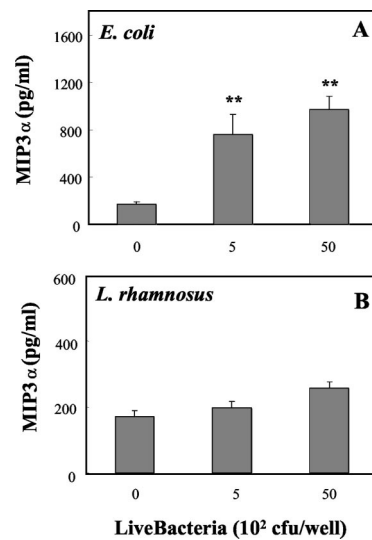 E. coli
A
MIP3α (pg/ml)
1600
1200
800
400
0
**
**
0 5 50
L. rhamnosus
B
MIP3α (pg/ml)
600
400
200
0
0 5 50
LiveBacteria (10² cfu/well)